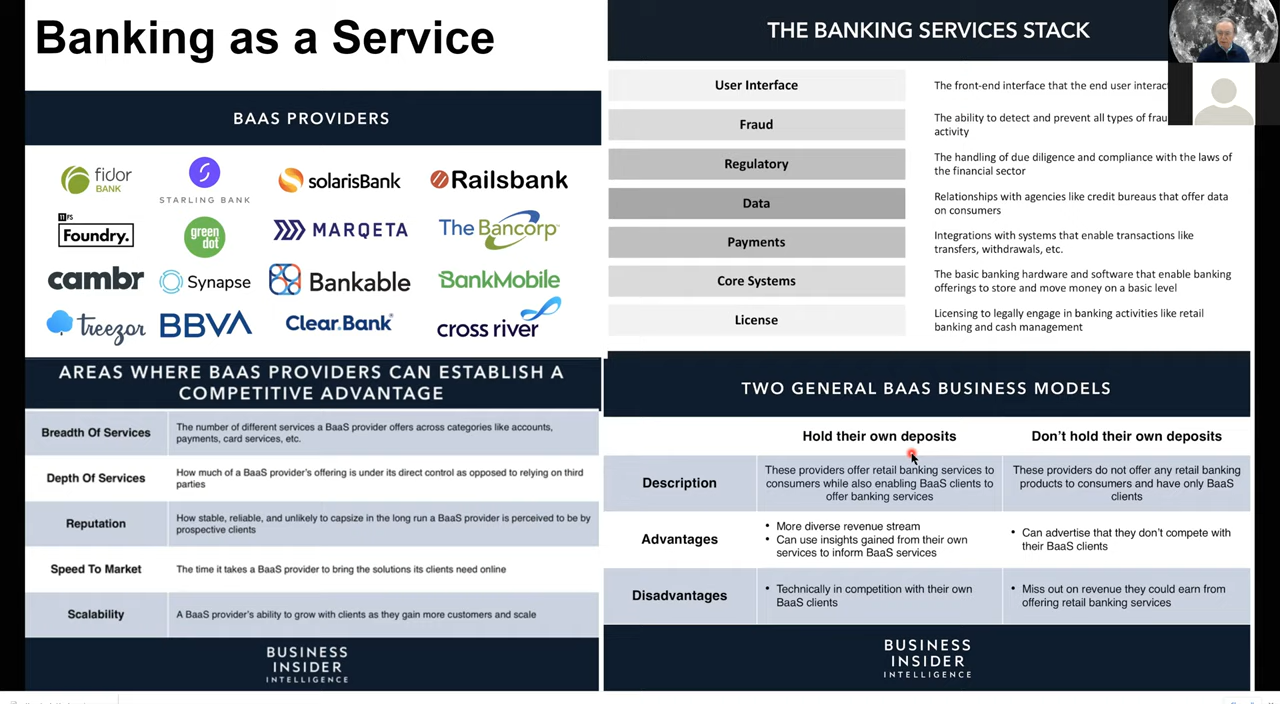 Banking as a Service
BAAS PROVIDERS
fidor
BANK
STARLING BANK
solarisBank
Railsbank
11:FS
Foundry.
green
dot
MARQETA
The Bancorp
cambr
Synapse
Bankable
BANKMOBILE
treezor
BBVA
Clear.Bank
cross river
AREAS WHERE BAAS PROVIDERS CAN ESTABLISH A
COMPETITIVE ADVANTAGE
Breadth Of Services
The number of different services a BaaS provider offers across categories like accounts,
payments, card services, etc.
Depth Of Services
How much of a BaaS provider's offering is under its direct control as opposed to relying on third
parties
Reputation
How stable, reliable, and unlikely to capsize in the long run a BaaS provider is perceived to be by
prospective clients
Speed To Market
The time it takes a BaaS provider to bring the solutions its clients need online
Scalability
A BaaS provider's ability to grow with clients as they gain more customers and scale
BUSINESS
INSIDER
INTELLIGENCE
THE BANKING SERVICES STACK
User Interface
The front-end interface that the end user
Fraud
The ability to detect and prevent all types of
activity
Regulatory
The handling of due diligence and compliance with the laws of
the financial sector
Data
Relationships with agencies like credit bureaus that offer data
on consumers
Payments
Integrations with systems that enable transactions like
transfers, withdrawals, etc.
Core Systems
The basic banking hardware and software that enable banking
offerings to store and move money on a basic level
License
Licensing to legally engage in banking activities like retail
banking and cash management
TWO GENERAL BAAS BUSINESS MODELS
Hold their own deposits
Don't hold their own deposits
Description
These providers offer retail banking services to
consumers while also enabling BaaS clients to
offer banking services
These providers do not offer any retail banking
products to consumers and have only BaaS
clients
Advantages
• More diverse revenue stream
• Can use insights gained from their own
services to inform BaaS services
• Can advertise that they don't compete with
their BaaS clients
Disadvantages
• Technically in competition with their own
BaaS clients
• Miss out on revenue they could earn from
offering retail banking services
BUSINESS
INSIDER
INTELLIGENCE